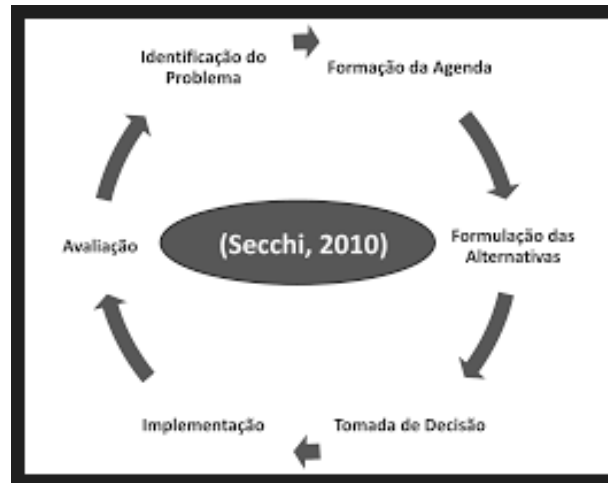 Identificação do
Problema
Formação da Agenda
Formulação das
Alternativas
Tomada de Decisão
Implementação
Avaliação
(Secchi, 2010)